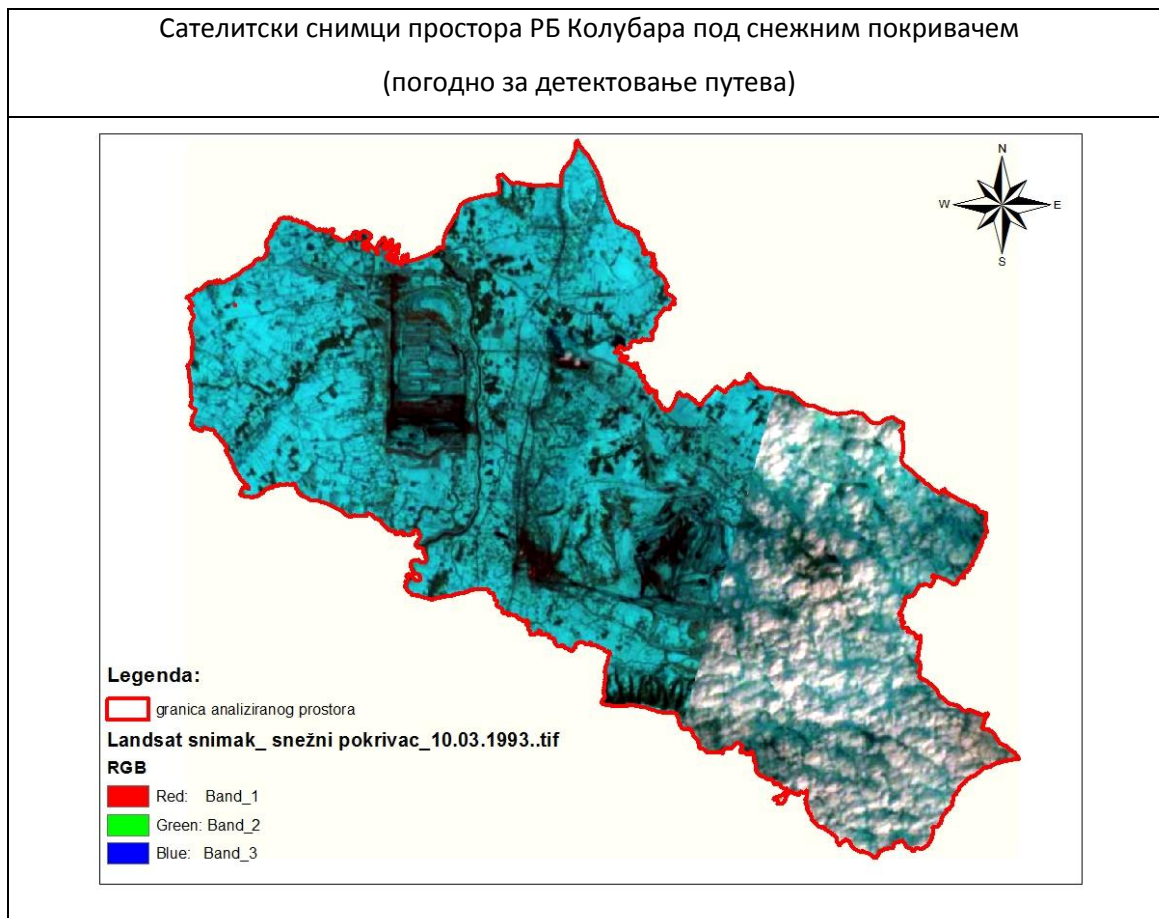 Сателитски снимци простора РБ Колубара под снежним покривачем
(погодно за детектовање путева)
N
W
E
S
Legenda:
granica analiziranog prostora
Landsat snimak_ snežni pokrivac_10.03.1993..tif
RGB
Red: Band_1
Green: Band_2
Blue: Band_3